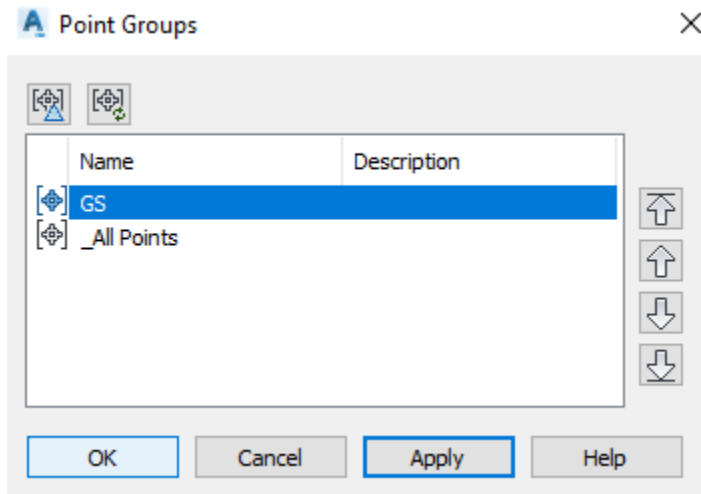 Point Groups
Name Description
GS
_All Points
OK Cancel Apply Help